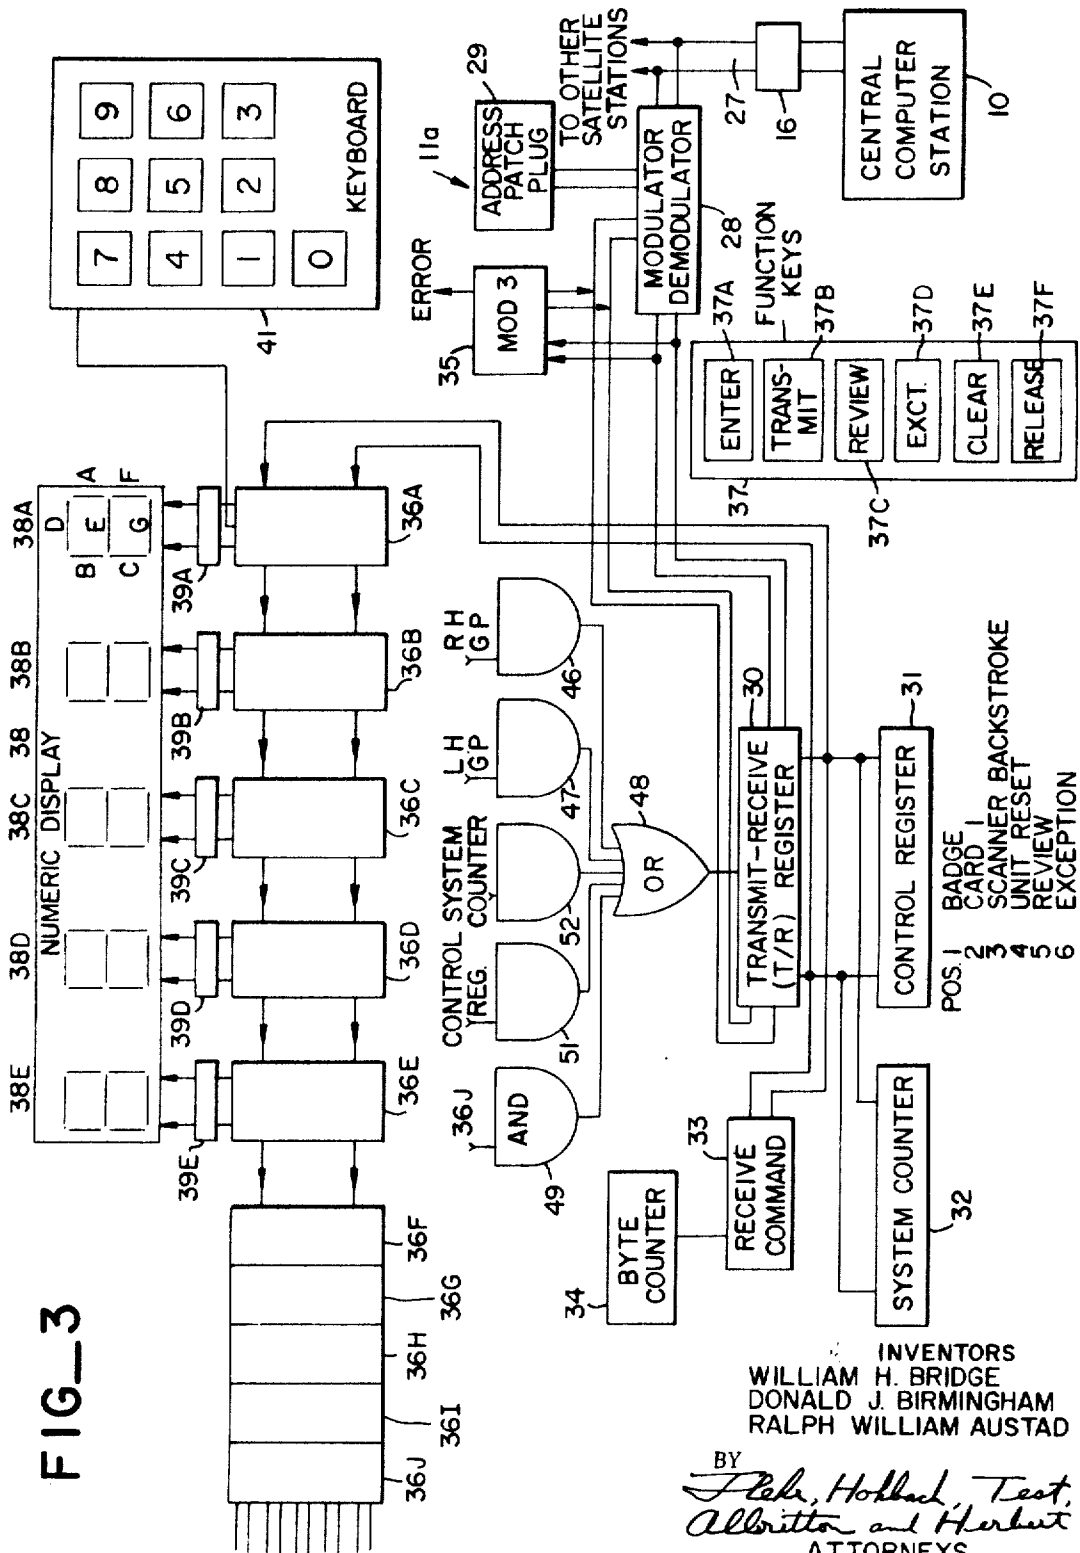 FIG_3
38E
38D
38C
38
38B
38A
NUMERIC DISPLAY
D
B
E
A
C
G
F
39E
39D
39C
39B
39A
36J
36I
36H
36G
36F
36E
36D
36C
36B
36A
41
7
8
9
4
5
6
1
2
3
0
KEYBOARD
36J
CONTROL
REG.
SYSTEM
COUNTER
LH
GP
RH
GP
AND
49
51
52
47
46
OR
48
ERROR
35
MOD 3
11a
29
ADDRESS
PATCH
PLUG
TO OTHER
SATELLITE
STATIONS
MODULATOR
DEMODULATOR
28
27
16
CENTRAL
COMPUTER
STATION
10
34
BYTE
COUNTER
33
RECEIVE
COMMAND
TRANSMIT-RECEIVE
(T/R) REGISTER
30
37
ENTER
37A
TRANS-
MIT
37B
REVIEW
37C
EXCT.
37D
CLEAR
37E
RELEASE
37F
FUNCTION
KEYS
SYSTEM COUNTER
32
CONTROL REGISTER
31
POS. 1 BADGE
2 CARD 1
3 SCANNER BACKSTROKE
4 UNIT RESET
5 REVIEW
6 EXCEPTION
INVENTORS
WILLIAM H. BRIDGE
DONALD J. BIRMINGHAM
RALPH WILLIAM AUSTAD
BY
Flehr, Hohbach, Test,
Albritton and Herbert
ATTORNEYS